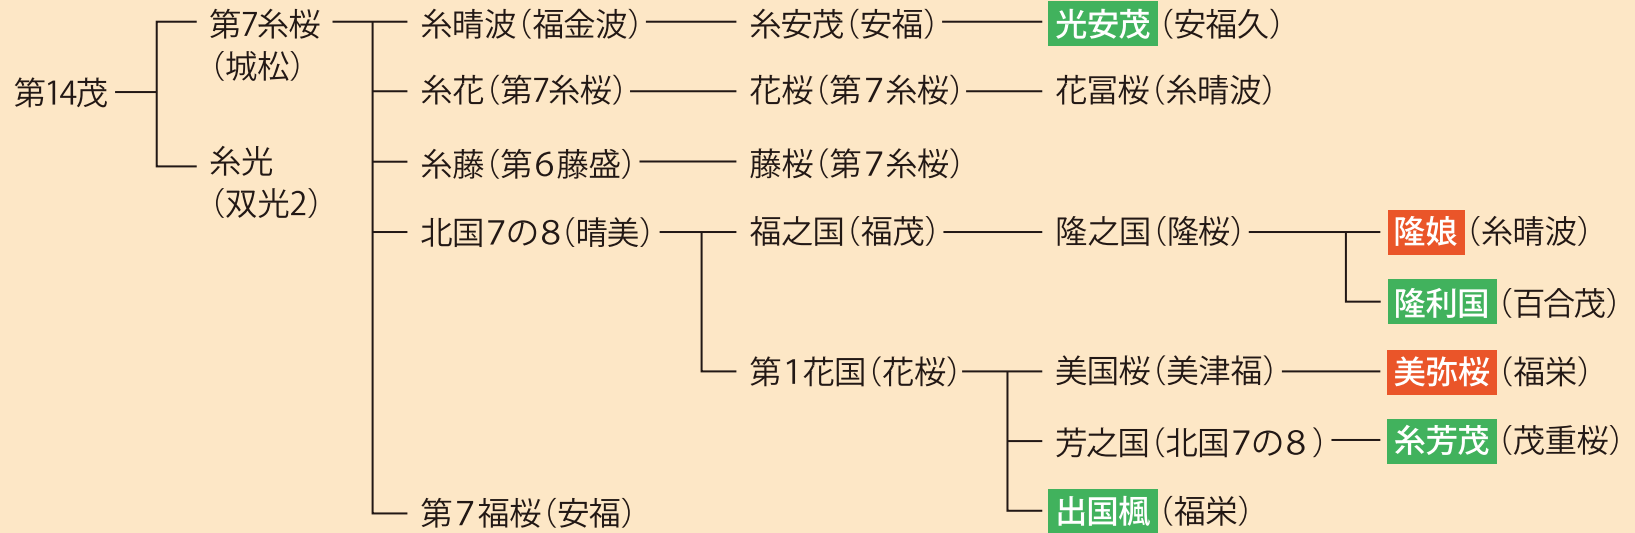 第7糸桜 糸晴波（福金波） 糸安茂（安福） 光安茂（安福久）
（城松）
第14茂 糸花（第7糸桜） 花桜（第７糸桜） 花冨桜（糸晴波）
糸光 糸藤（第６藤盛） 藤桜（第７糸桜）
（双光2）
北国７の８（晴美） 福之国（福茂） 隆之国（隆桜） 隆娘（糸晴波）
隆利国（百合茂）
第１花国（花桜） 美国桜（美津福） 美弥桜（福栄）
芳之国（北国７の８） 糸芳茂（茂重桜）
第７福桜（安福） 出国楓（福栄）